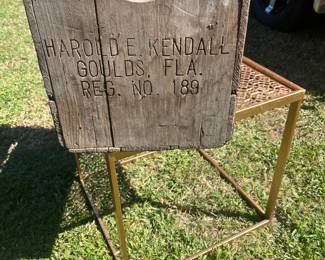 HAROLD E. KENDALL
GOULDS, FLA.
REG. NO. 189